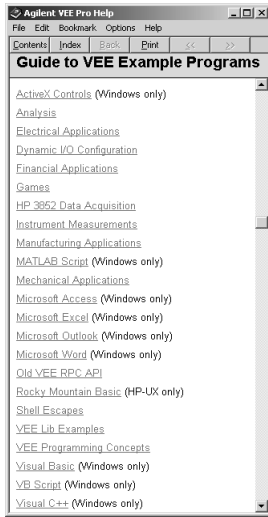 Agilent VEE Pro Help
File Edit Bookmark Options Help
Contents Index Back Print << >>
Guide to VEE Example Programs
ActiveX Controls (Windows only)
Analysis
Electrical Applications
Dynamic I/O Configuration
Financial Applications
Games
HP 3852 Data Acquisition
Instrument Measurements
Manufacturing Applications
MATLAB Script (Windows only)
Mechanical Applications
Microsoft Access (Windows only)
Microsoft Excel (Windows only)
Microsoft Outlook (Windows only)
Microsoft Word (Windows only)
Old VEE RPC API
Rocky Mountain Basic (HP-UX only)
Shell Escapes
VEE Lib Examples
VEE Programming Concepts
Visual Basic (Windows only)
VB Script (Windows only)
Visual C++ (Windows only)